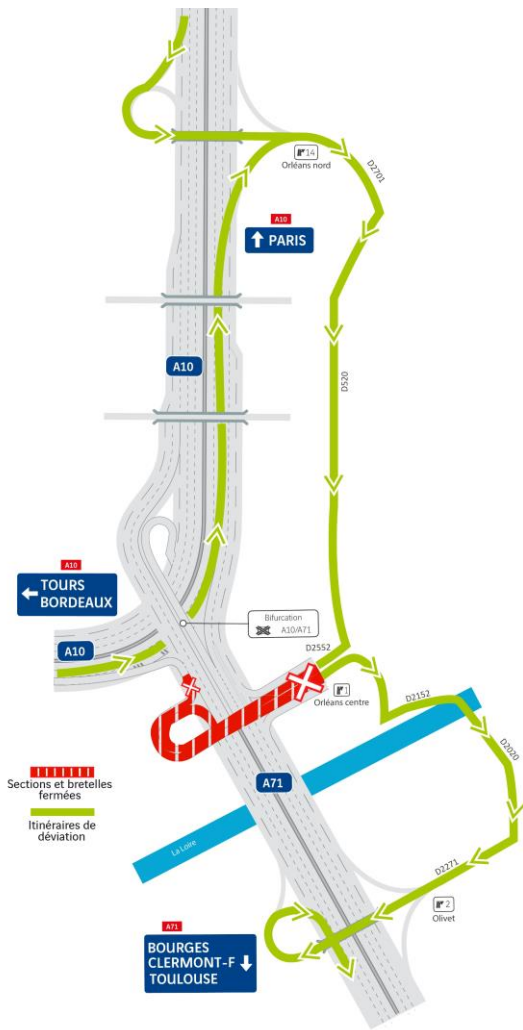 14
Orléans nord
D2701
A10
PARIS
A10
D520
A10
TOURS
BORDEAUX
Bifurcation
A10/A71
A10
D2552
1
Orléans centre
D2152
D2020
Sections et bretelles
fermées
Itinéraires de
déviation
A71
La Loire
D2271
2
Olivet
A71
BOURGES
CLERMONT-F
TOULOUSE